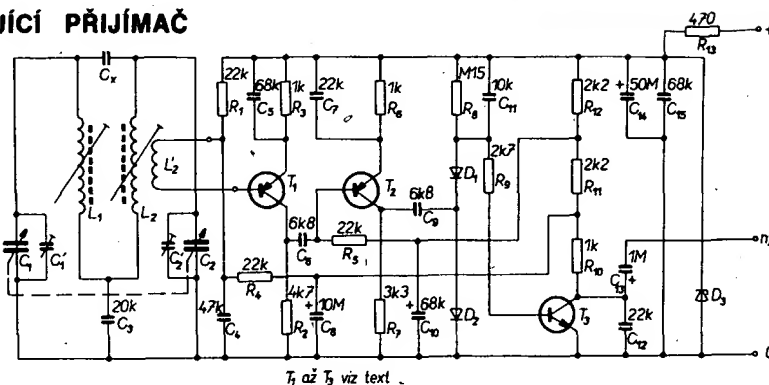 JÍCÍ PŘIJÍMAČ
470
R13
+
Cx
22k
R1
68k
C5
1k
R3
22k
C7
1k
R6
M15
R8
10k
C11
2k2
R12
+ 50M
C14
68k
C15
L1
L2
L'2
T1
T2
D1
2k7
R9
2k2
R11
6k8
C6
22k
R5
6k8
C9
1k
R10
1M
C13 +
C1
C'1
C'2
C2
22k
R4
20k
C3
47k
C4
4k7
R2
+ 10M
C8
3k3
R7
+ 68k
C10
D2
T3
22k
C12
D3
0
T1 až T3 viz text